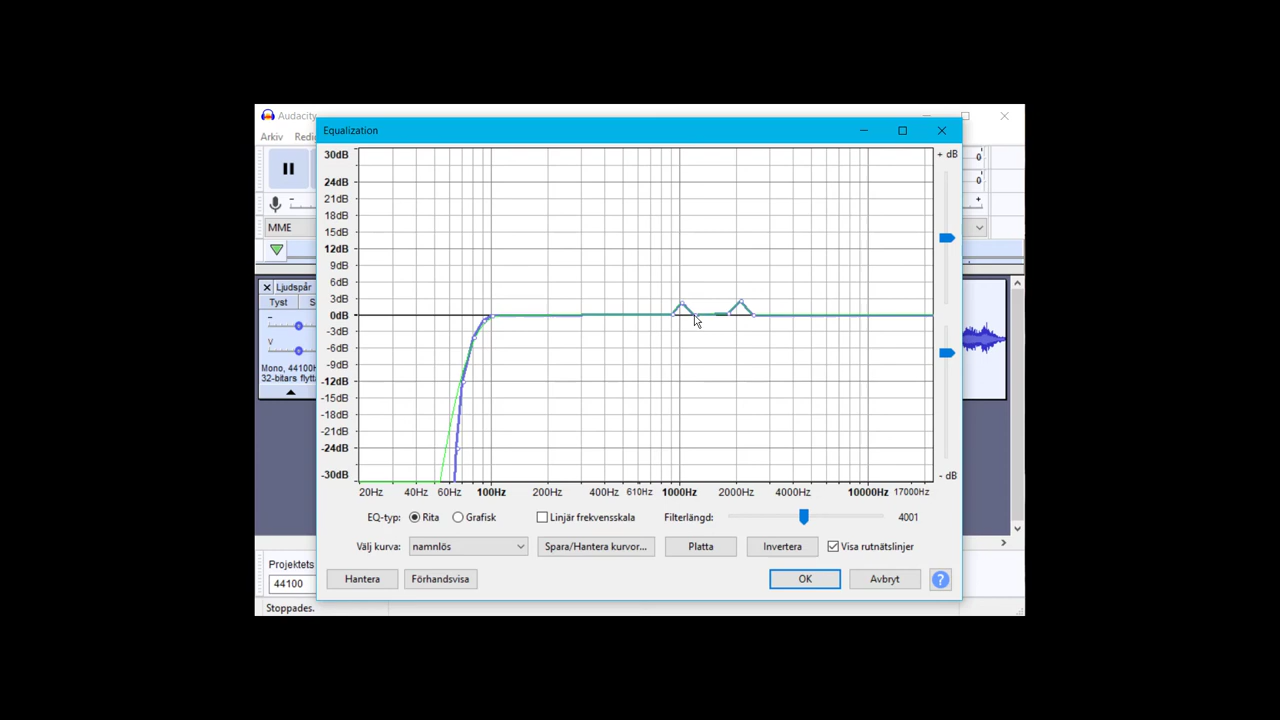 Audacity
Equalization
Arkiv Redi
30dB
24dB
21dB
18dB
15dB
12dB
9dB
6dB
3dB
0dB
-3dB
-6dB
-9dB
-12dB
-15dB
-18dB
-21dB
-24dB
-30dB
+ dB
- dB
0
0
- +
MME
Ljudspår
Tyst S
- 
V
Mono, 44100H
32-bitars flytt
20Hz 40Hz 60Hz 100Hz 200Hz 400Hz 610Hz 1000Hz 2000Hz 4000Hz 10000Hz 17000Hz
EQ-typ: Rita Grafisk Linjär frekvensskala Filterlängd: 4001
Välj kurva: namnlös Spara/Hantera kurvor... Platta Invertera Visa rutnätslinjer
Hantera Förhandsvisa OK Avbryt ?
Projektets
44100
Stoppades.